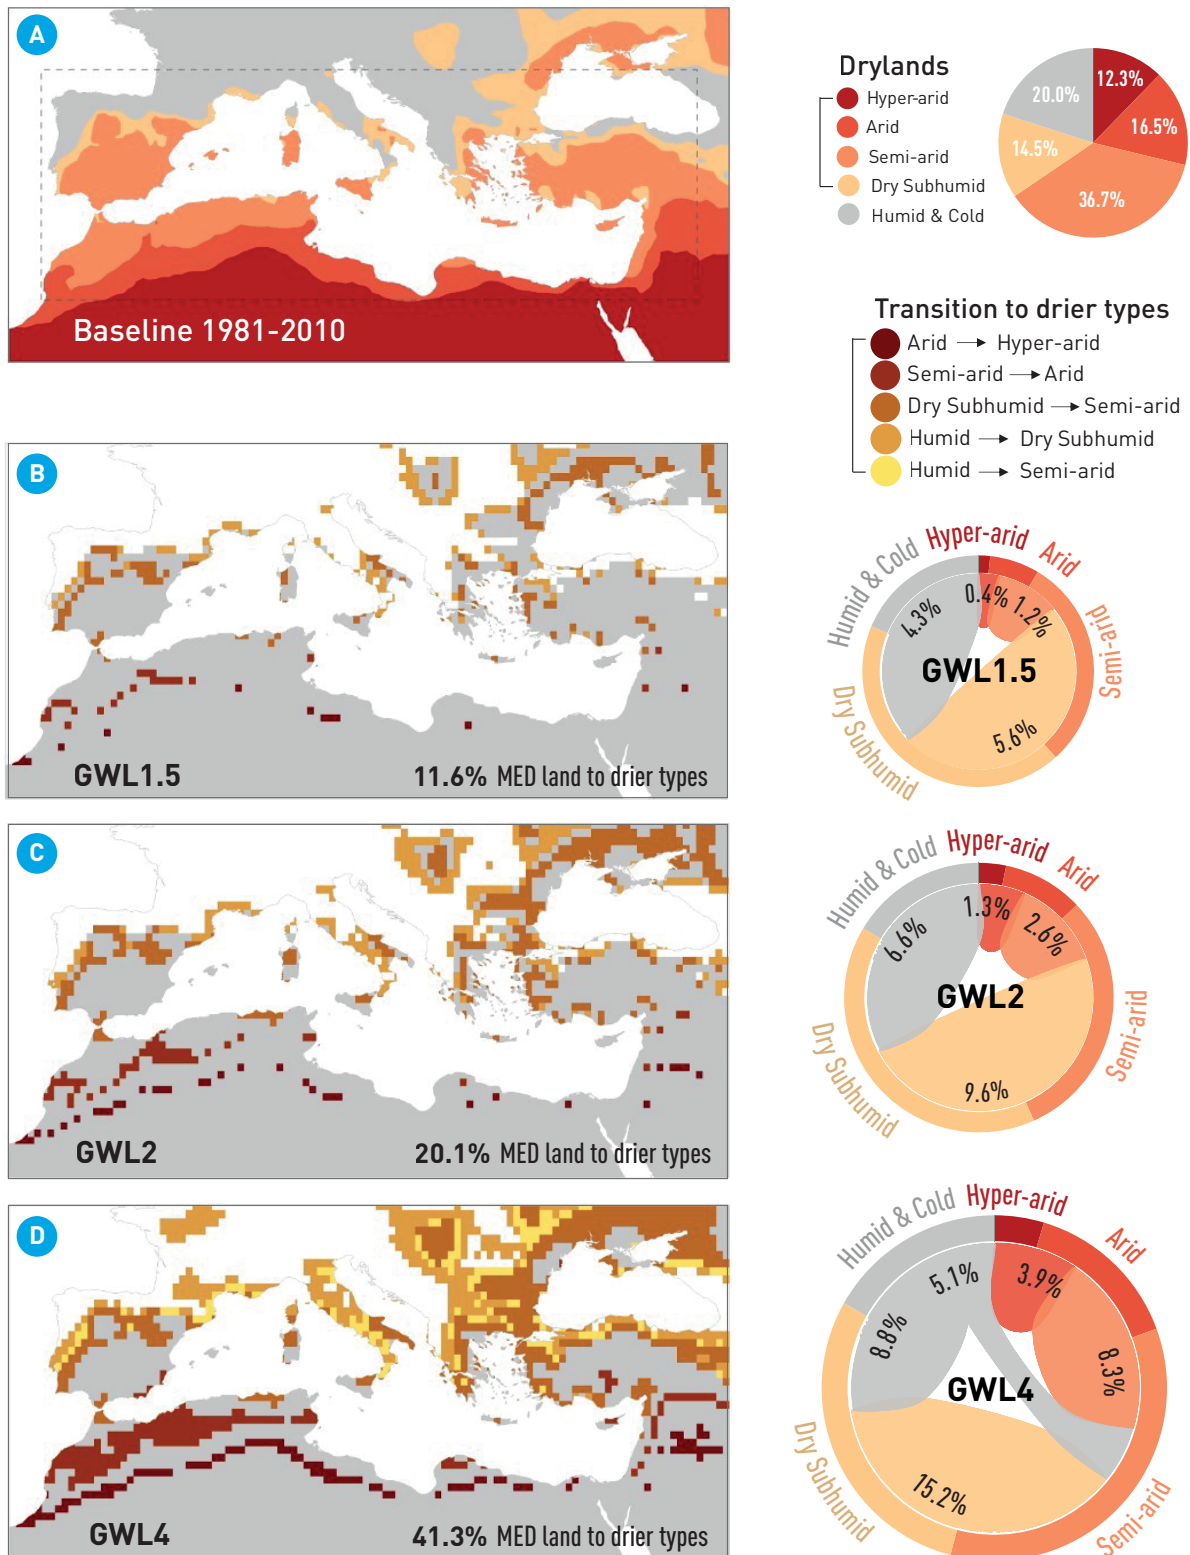 A
Baseline 1981-2010
Drylands
Hyper-arid
Arid
Semi-arid
Dry Subhumid
Humid & Cold
12.3%
16.5%
36.7%
14.5%
20.0%
Transition to drier types
Arid → Hyper-arid
Semi-arid → Arid
Dry Subhumid → Semi-arid
Humid → Dry Subhumid
Humid → Semi-arid
B
GWL1.5
11.6% MED land to drier types
Humid & Cold
Hyper-arid
Arid
Semi-arid
Dry Subhumid
4.3%
0.4%
1.2%
GWL1.5
5.6%
C
GWL2
20.1% MED land to drier types
Humid & Cold
Hyper-arid
Arid
Semi-arid
Dry Subhumid
6.6%
1.3%
2.6%
GWL2
9.6%
D
GWL4
41.3% MED land to drier types
Humid & Cold
Hyper-arid
Arid
Semi-arid
Dry Subhumid
8.8%
5.1%
3.9%
8.3%
GWL4
15.2%